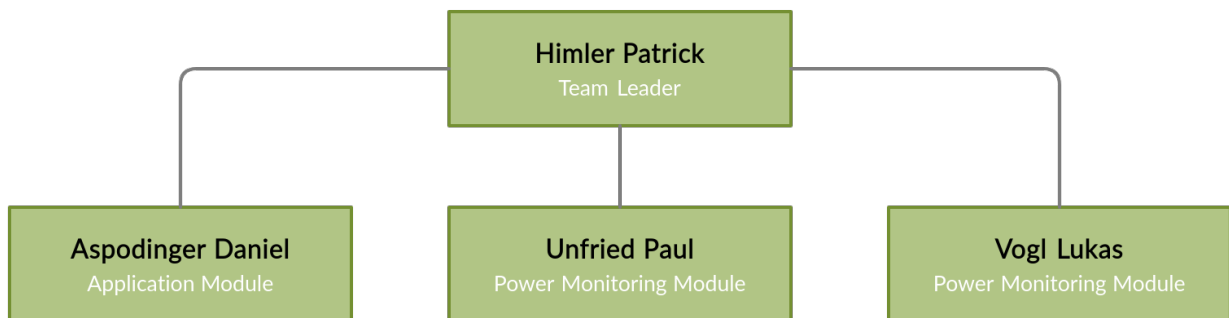 Himler Patrick
Team Leader
Aspodinger Daniel
Application Module
Unfried Paul
Power Monitoring Module
Vogl Lukas
Power Monitoring Module